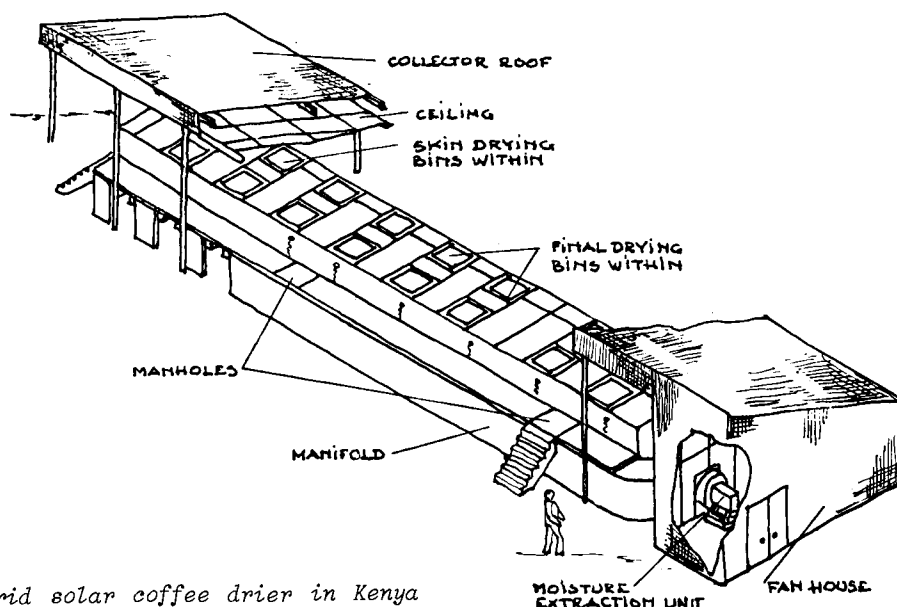 COLLECTOR ROOF
CEILING
SKIN DRYING
BINS WITHIN
FINAL DRYING
BINS WITHIN
MANHOLES
MANIFOLD
MOISTURE
EXTRACTION UNIT
FAN HOUSE
rid solar coffee drier in Kenya